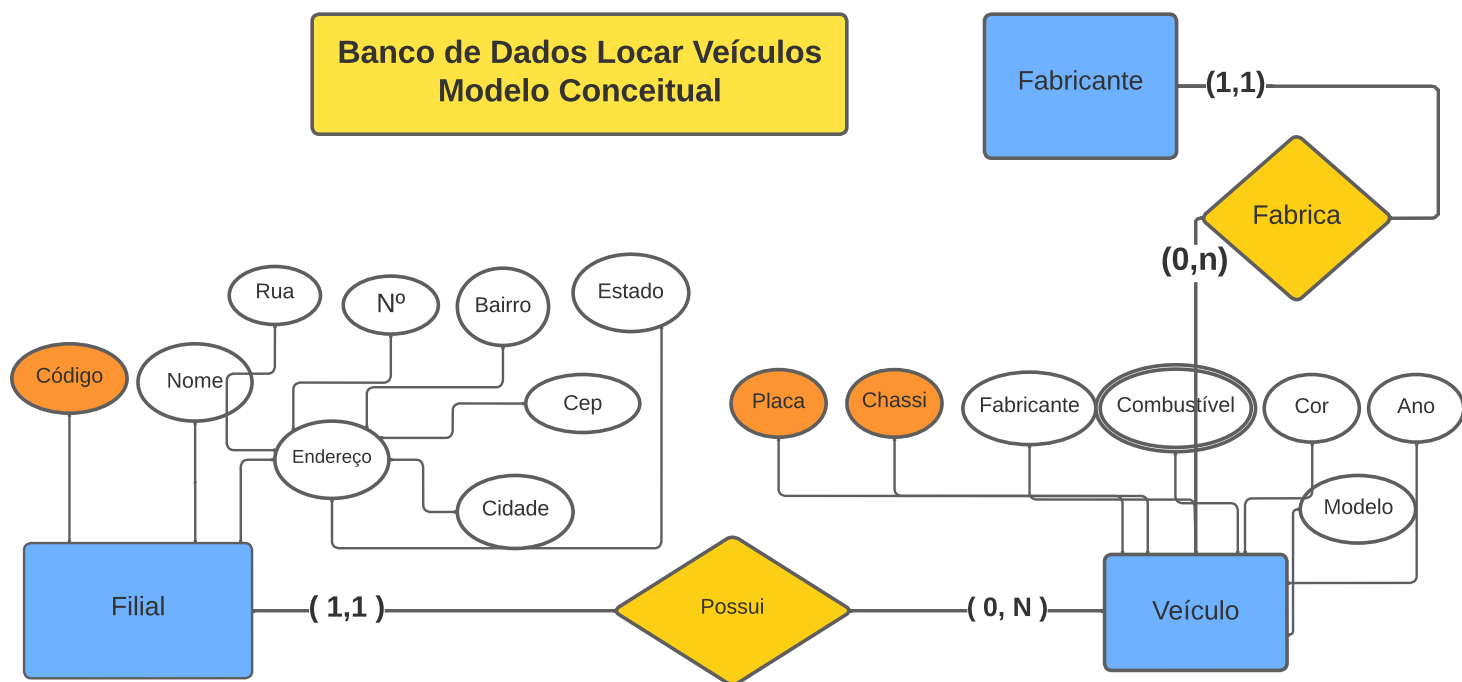 Banco de Dados Locar Veículos
Modelo Conceitual
Fabricante
(1,1)
Fabrica
(0,n)
Rua
Nº
Bairro
Estado
Código
Nome
Cep
Endereço
Cidade
Placa
Chassi
Fabricante
Combustível
Cor
Ano
Modelo
Filial
( 1,1 )
Possui
( 0, N )
Veículo